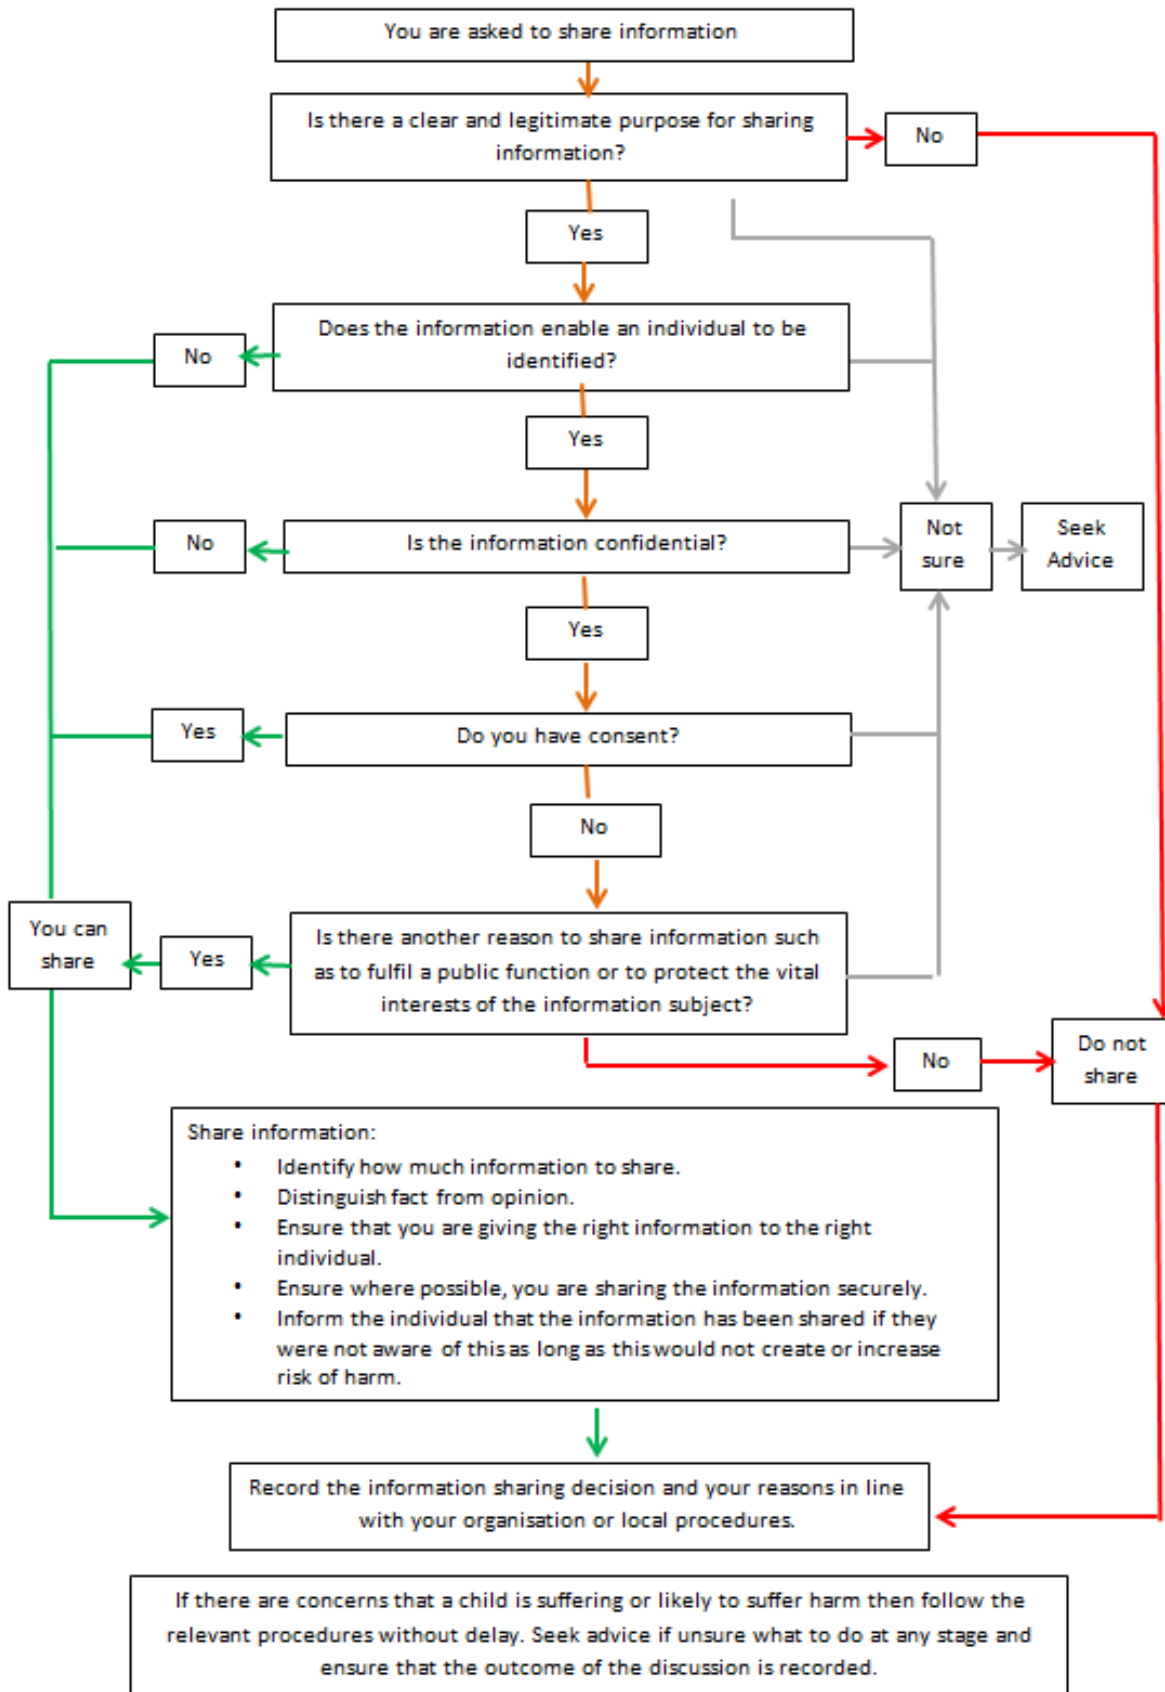 You are asked to share information
Is there a clear and legitimate purpose for sharing
information?
No
Yes
Does the information enable an individual to be
identified?
No
Yes
Is the information confidential?
No
Not
sure
Seek
Advice
Yes
Do you have consent?
Yes
No
Is there another reason to share information such
as to fulfil a public function or to protect the vital
interests of the information subject?
Yes
You can
share
No
Do not
share
Share information:
• Identify how much information to share.
• Distinguish fact from opinion.
• Ensure that you are giving the right information to the right
individual.
• Ensure where possible, you are sharing the information securely.
• Inform the individual that the information has been shared if they
were not aware of this as long as this would not create or increase
risk of harm.
Record the information sharing decision and your reasons in line
with your organisation or local procedures.
If there are concerns that a child is suffering or likely to suffer harm then follow the
relevant procedures without delay. Seek advice if unsure what to do at any stage and
ensure that the outcome of the discussion is recorded.